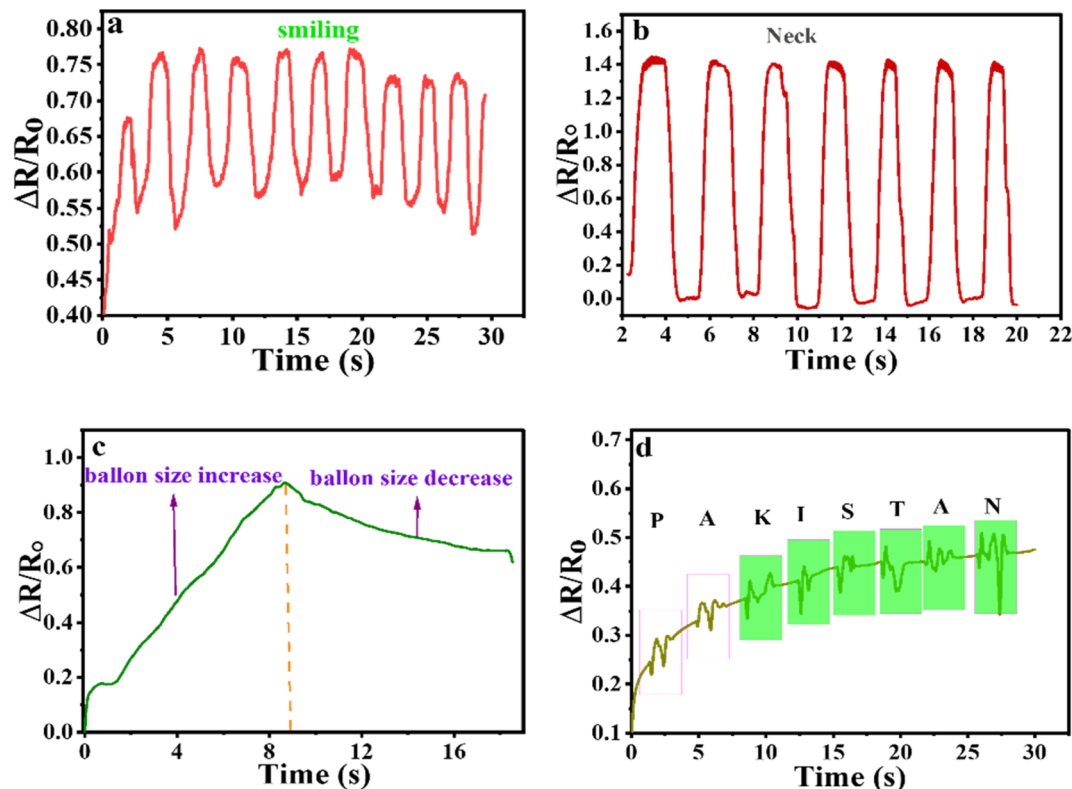 a
smiling
0.80
0.75
0.70
0.65
0.60
0.55
0.50
0.45
0.40
ΔR/R₀
0 5 10 15 20 25 30
Time (s)
b
Neck
1.6
1.4
1.2
1.0
0.8
0.6
0.4
0.2
0.0
ΔR/R₀
2 4 6 8 10 12 14 16 18 20 22
Time (s)
c
ballon size increase
ballon size decrease
1.0
0.8
0.6
0.4
0.2
0.0
ΔR/R₀
0 4 8 12 16
Time (s)
d
P A K I S T A N
0.7
0.6
0.5
0.4
0.3
0.2
0.1
ΔR/R₀
0 5 10 15 20 25 30
Time (s)